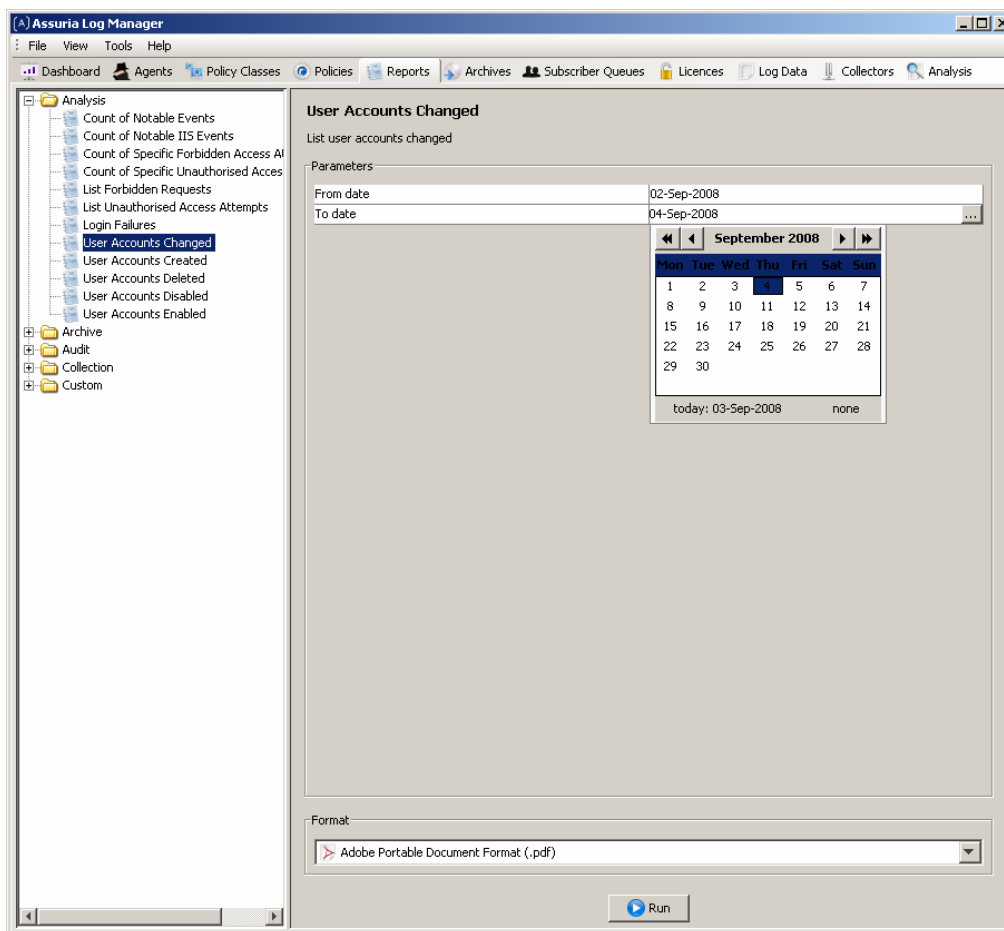 (A) Assuria Log Manager
File View Tools Help
Dashboard Agents Policy Classes Policies Reports Archives Subscriber Queues Licences Log Data Collectors Analysis
Analysis
Count of Notable Events
Count of Notable IIS Events
Count of Specific Forbidden Access
Count of Specific Unauthorised Acces
List Forbidden Requests
List Unauthorised Access Attempts
Login Failures
User Accounts Changed
User Accounts Created
User Accounts Deleted
User Accounts Disabled
User Accounts Enabled
Archive
Audit
Collection
Custom
User Accounts Changed
List user accounts changed
Parameters
From date 02-Sep-2008
To date 04-Sep-2008 ...
September 2008
Mon Tue Wed Thu Fri Sat Sun
1 2 3 4 5 6 7
8 9 10 11 12 13 14
15 16 17 18 19 20 21
22 23 24 25 26 27 28
29 30
today: 03-Sep-2008 none
Format
Adobe Portable Document Format (.pdf)
Run